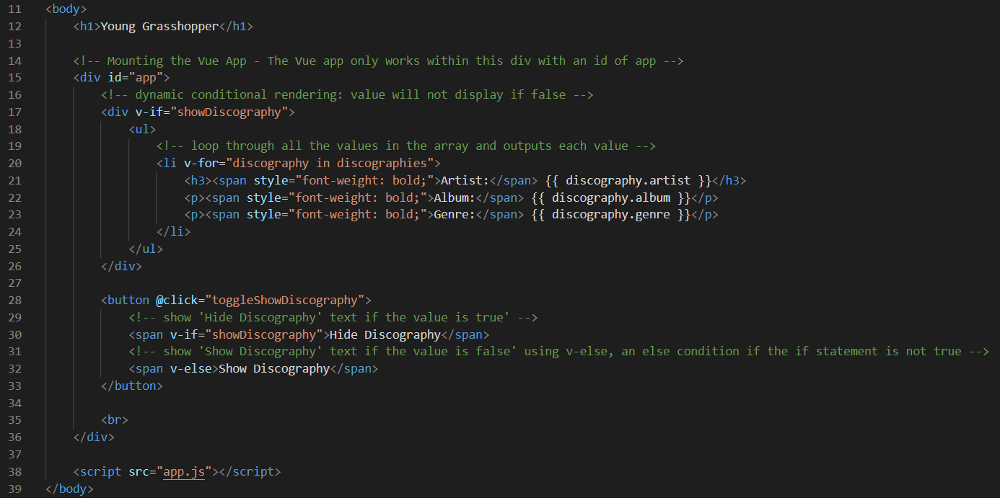 11 <body>
12 <h1>Young Grasshopper</h1>
13
14 <!-- Mounting the Vue App - The Vue app only works within this div with an id of app -->
15 <div id="app">
16 <!-- dynamic conditional rendering: value will not display if false -->
17 <div v-if="showDiscography">
18 <ul>
19 <!-- loop through all the values in the array and outputs each value -->
20 <li v-for="discography in discographies">
21 <h3><span style="font-weight: bold;">Artist:</span> {{ discography.artist }}</h3>
22 <p><span style="font-weight: bold;">Album:</span> {{ discography.album }}</p>
23 <p><span style="font-weight: bold;">Genre:</span> {{ discography.genre }}</p>
24 </li>
25 </ul>
26 </div>
27
28 <button @click="toggleShowDiscography">
29 <!-- show 'Hide Discography' text if the value is true' -->
30 <span v-if="showDiscography">Hide Discography</span>
31 <!-- show 'Show Discography' text if the value is false' using v-else, an else condition if the if statement is not true -->
32 <span v-else>Show Discography</span>
33 </button>
34
35 <br>
36 </div>
37
38 <script src="app.js"></script>
39 </body>